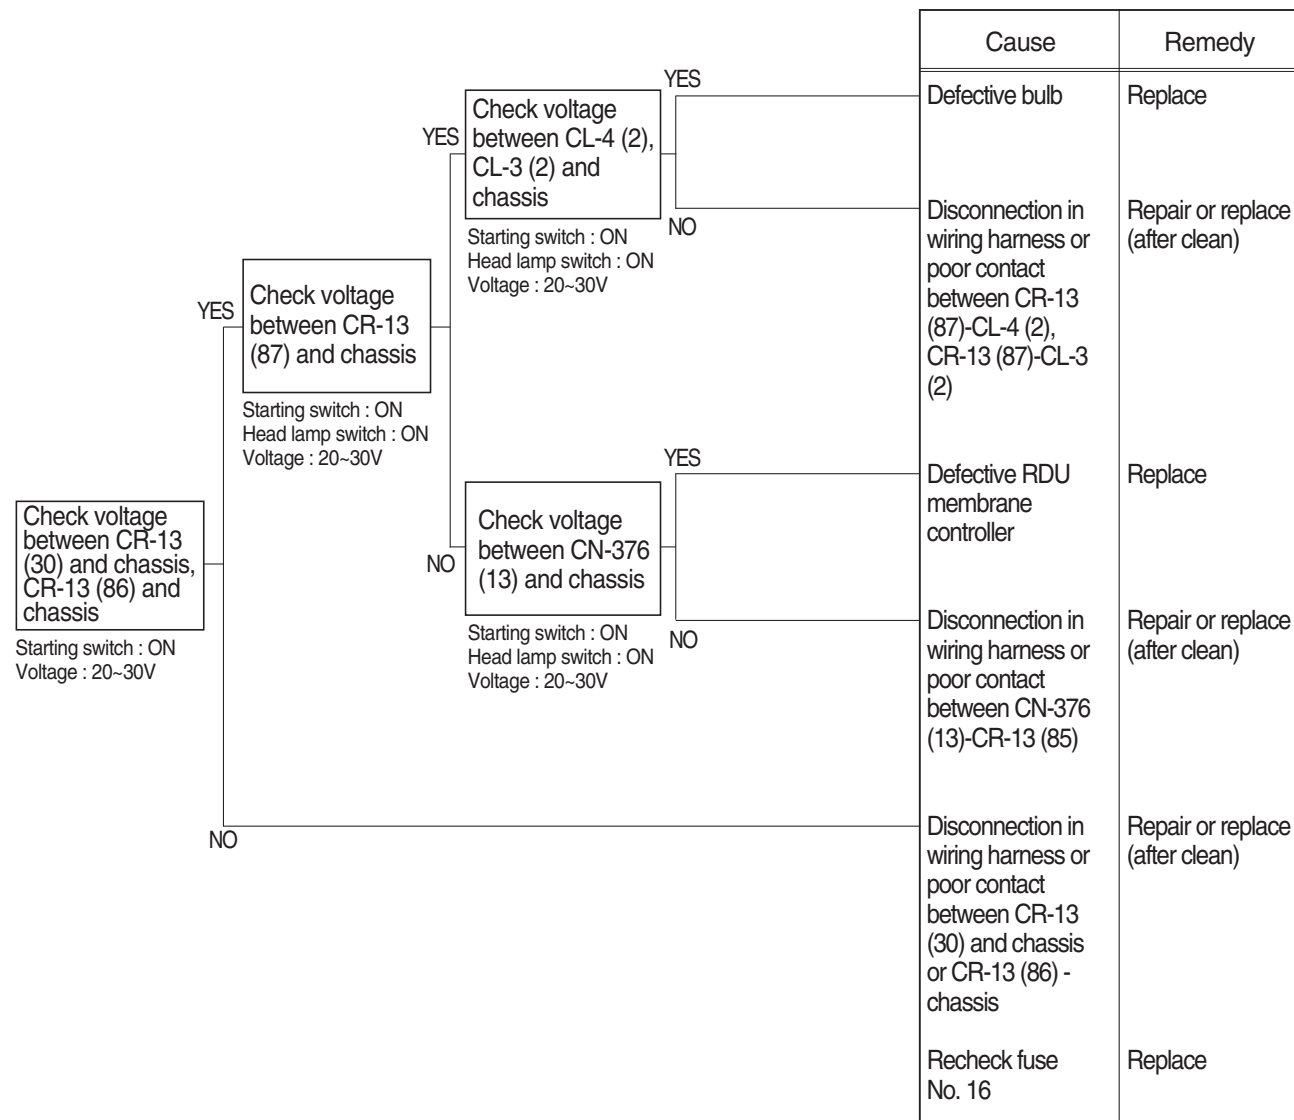 Cause
Remedy
YES
Defective bulb
Replace
Check voltage
between CL-4 (2),
CL-3 (2) and
chassis
YES
NO
Disconnection in
wiring harness or
poor contact
between CR-13
(87)-CL-4 (2),
CR-13 (87)-CL-3
(2)
Repair or replace
(after clean)
Starting switch : ON
Head lamp switch : ON
Voltage : 20~30V
YES
Check voltage
between CR-13
(87) and chassis
Starting switch : ON
Head lamp switch : ON
Voltage : 20~30V
YES
Defective RDU
membrane
controller
Replace
Check voltage
between CN-376
(13) and chassis
NO
Check voltage
between CR-13
(30) and chassis,
CR-13 (86) and
chassis
Starting switch : ON
Voltage : 20~30V
Starting switch : ON
Head lamp switch : ON
Voltage : 20~30V
NO
Disconnection in
wiring harness or
poor contact
between CN-376
(13)-CR-13 (85)
Repair or replace
(after clean)
NO
Disconnection in
wiring harness or
poor contact
between CR-13
(30) and chassis
or CR-13 (86) -
chassis
Repair or replace
(after clean)
Recheck fuse
No. 16
Replace